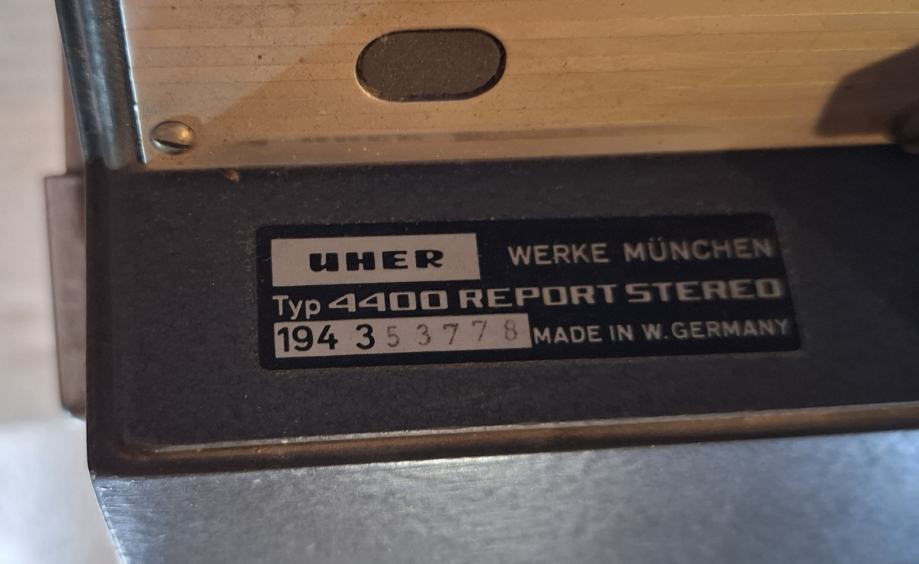 UHER WERKE MÜNCHEN
Typ 4400 REPORT STEREO
194 353778 MADE IN W. GERMANY